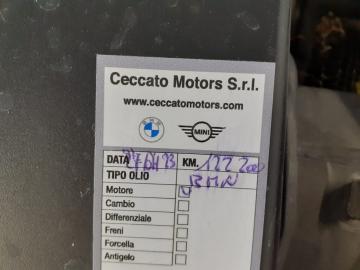 Ceccato Motors S.r.l.
www.ceccatomotors.com
BMW MINI
DATA KM. 122 200
TIPO OLIO BMW
Motore
Cambio
Differenziale
Freni
Forcella
Antigelo